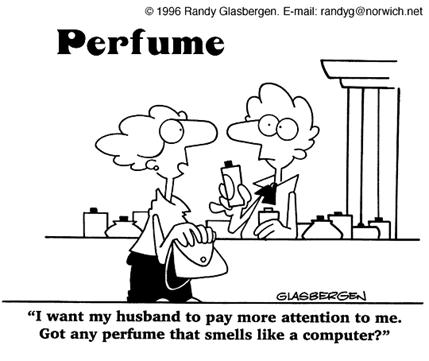 © 1996 Randy Glasbergen. E-mail: randyg@norwich.net
Perfume
GLASBERGEN
"I want my husband to pay more attention to me.
Got any perfume that smells like a computer?"